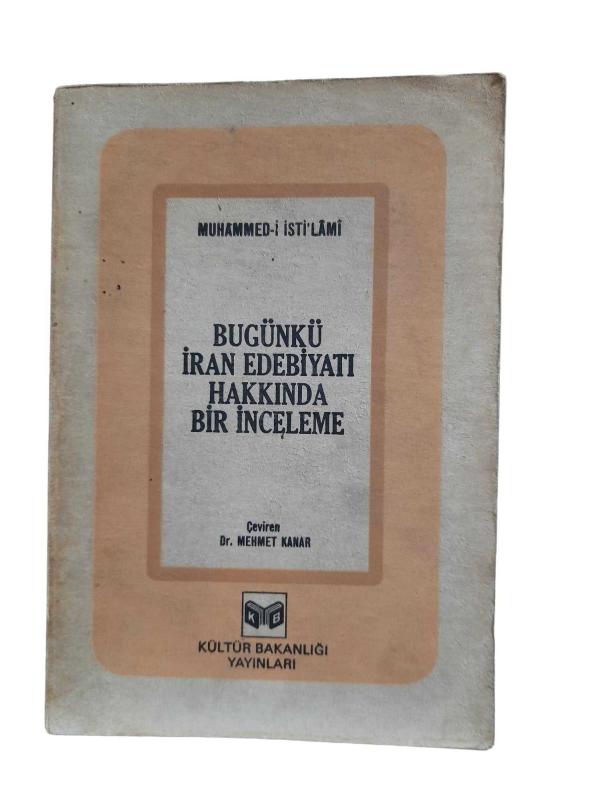 MUHAMMED-İ İSTİ'LÂMÎ
BUGÜNKÜ
İRAN EDEBİYATI
HAKKINDA
BİR İNCELEME
Çeviren
Dr. MEHMET KANAR
K B
KÜLTÜR BAKANLIĞI
YAYINLARI